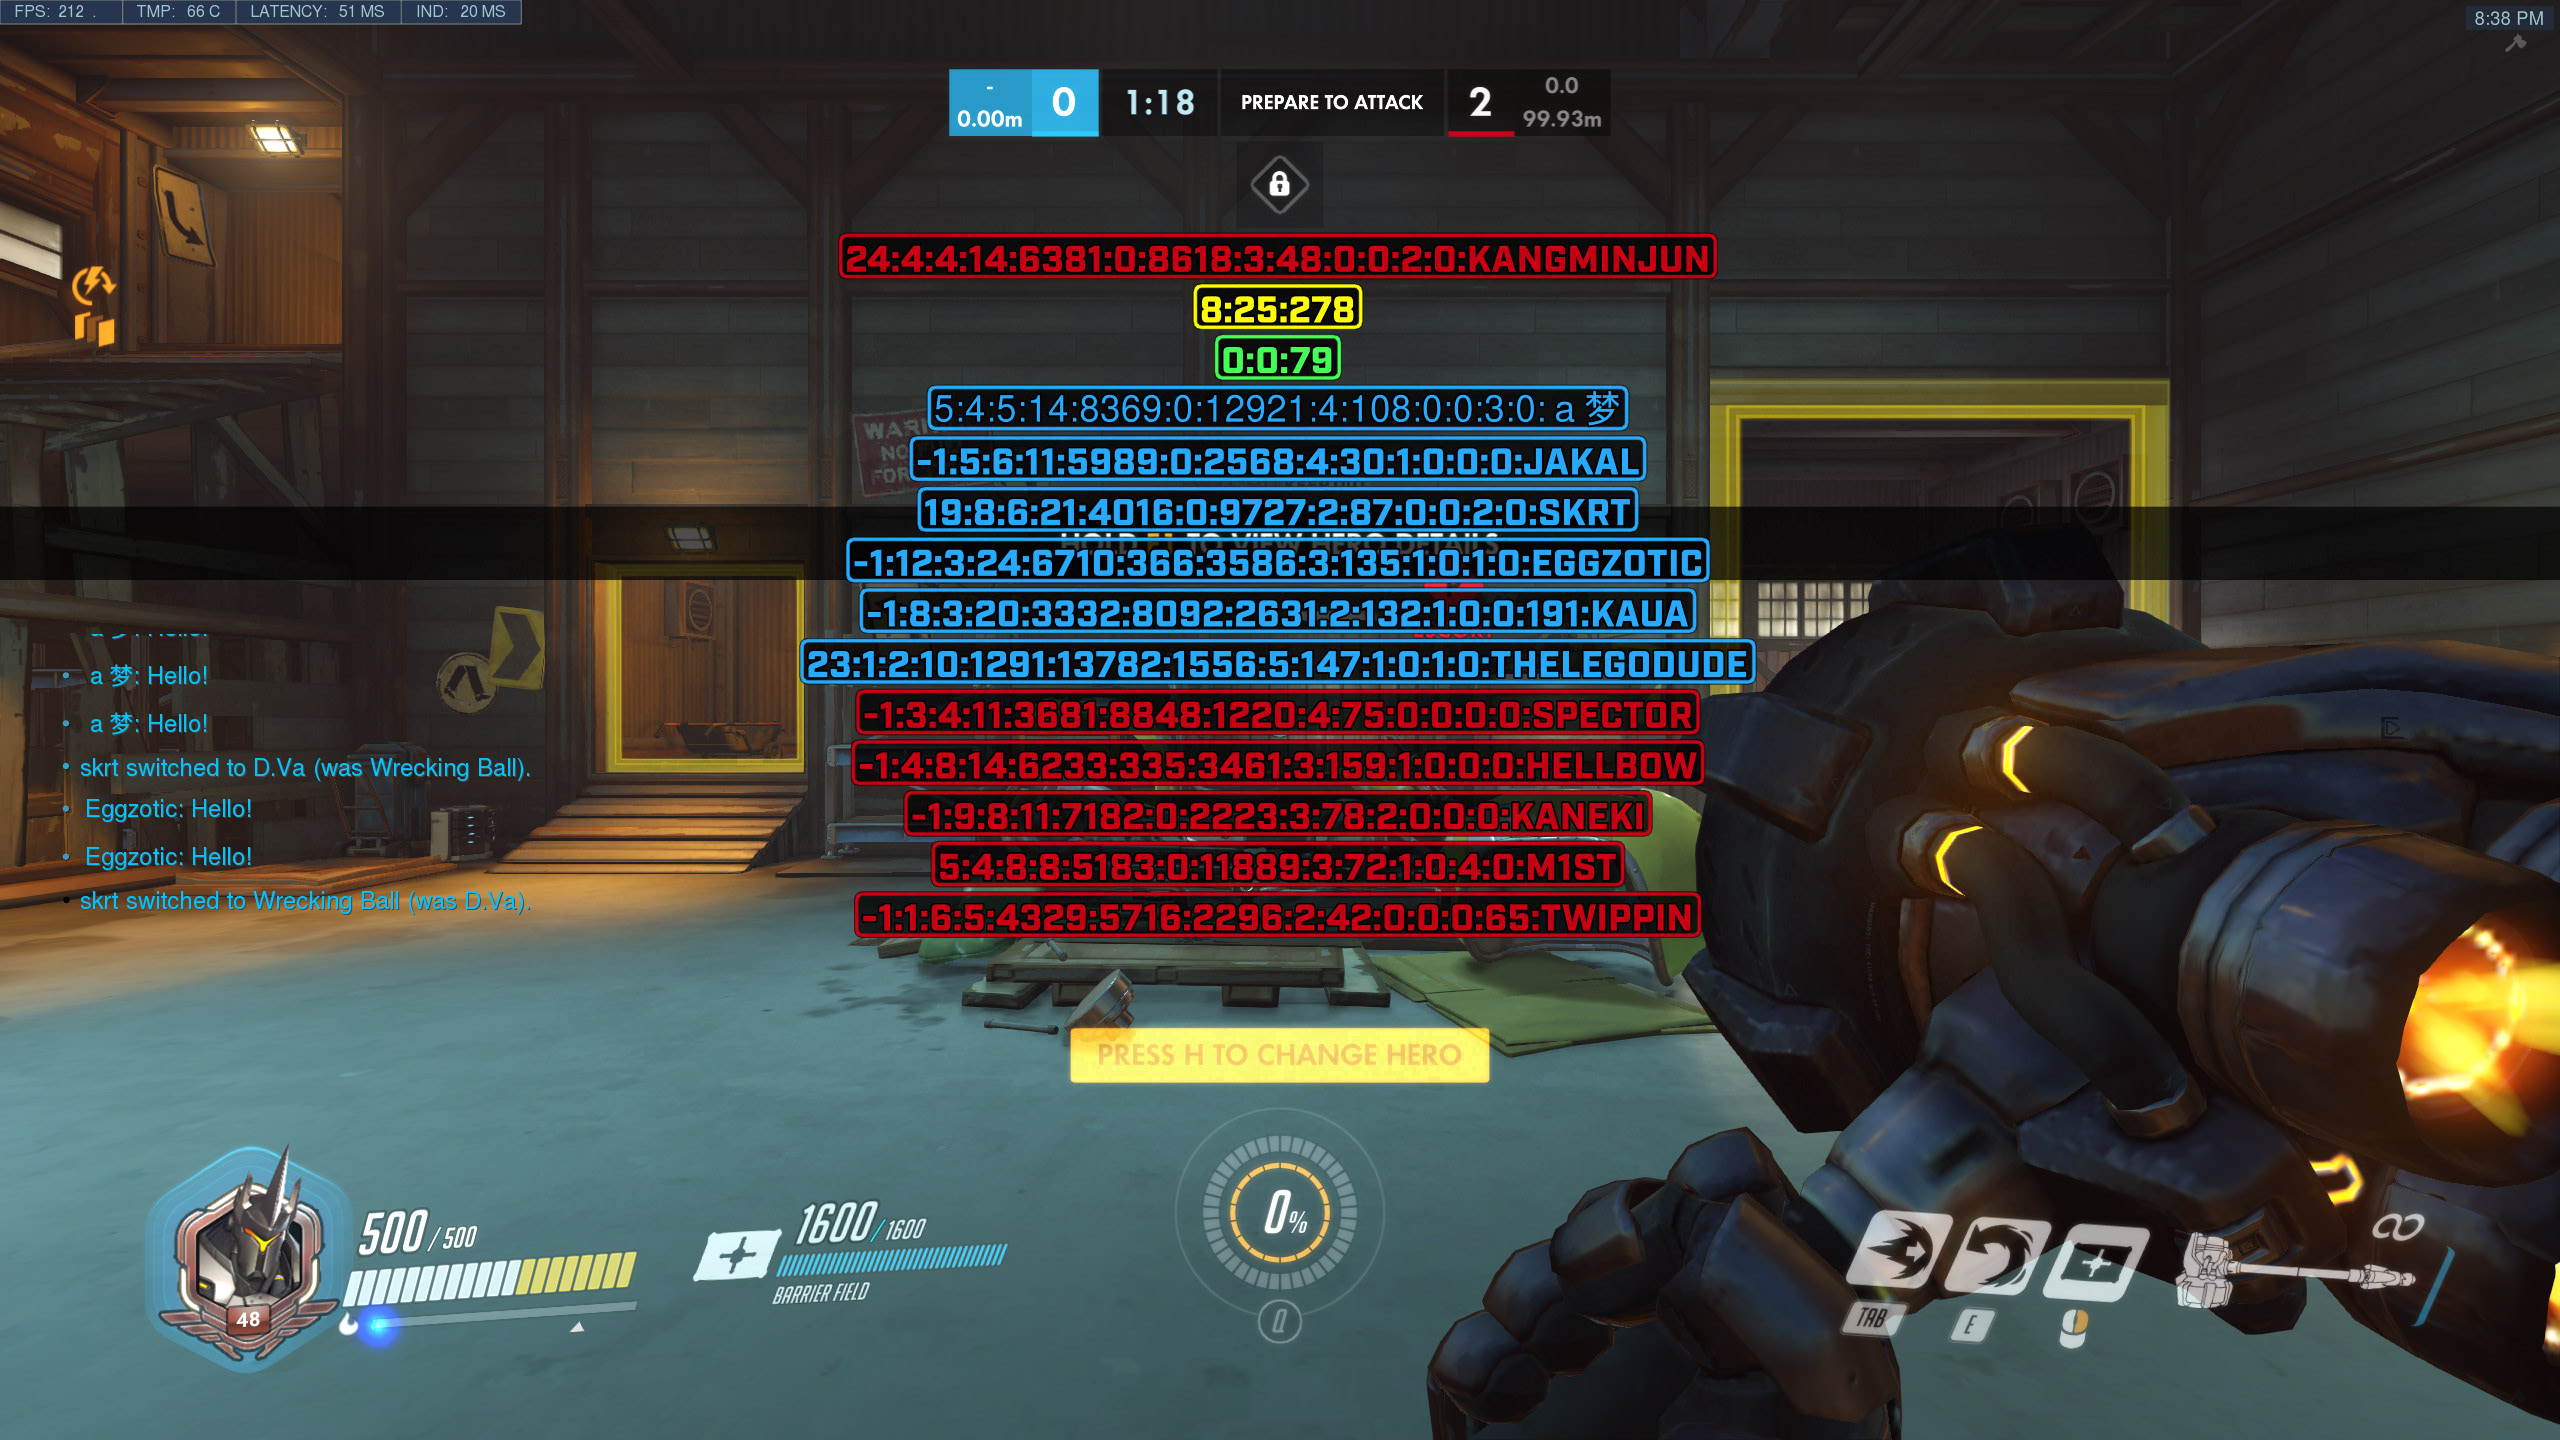 FPS: 212 . TMP: 66 C LATENCY: 51 MS IND: 20 MS
8:38 PM
- 0.00m 0 1:18 PREPARE TO ATTACK 2 0.0 99.93m
24:4:4:14:6381:0:8618:3:48:0:0:2:0:KANGMINJUN
8:25:278
0:0:79
5:4:5:14:8369:0:12921:4:108:0:0:3:0: a 梦
-1:5:6:11:5989:0:2568:4:30:1:0:0:0:JAKAL
19:8:6:21:4016:0:9727:2:87:0:0:2:0:SKRT
HOLD F1 TO VIEW HERO DETAILS
-1:12:3:24:6710:366:3586:3:135:1:0:1:0:EGGZOTIC
-1:8:3:20:3332:8092:2631:2:132:1:0:0:191:KAUA
23:1:2:10:1291:13782:1556:5:147:1:0:1:0:THELEGODUDE
-1:3:4:11:3681:8848:1220:4:75:0:0:0:0:SPECTOR
-1:4:8:14:6233:335:3461:3:159:1:0:0:0:HELLBOW
-1:9:8:11:7182:0:2223:3:78:2:0:0:0:KANEKI
5:4:8:8:5183:0:11889:3:72:1:0:4:0:M1ST
-1:1:6:5:4329:5716:2296:2:42:0:0:0:65:TWIPPIN
a 梦: Hello!
a 梦: Hello!
a 梦: Hello!
skrt switched to D.Va (was Wrecking Ball).
Eggzotic: Hello!
Eggzotic: Hello!
skrt switched to Wrecking Ball (was D.Va).
PRESS H TO CHANGE HERO
48
500/500
1600/1600
BARRIER FIELD
0%
Q
TAB
E
∞